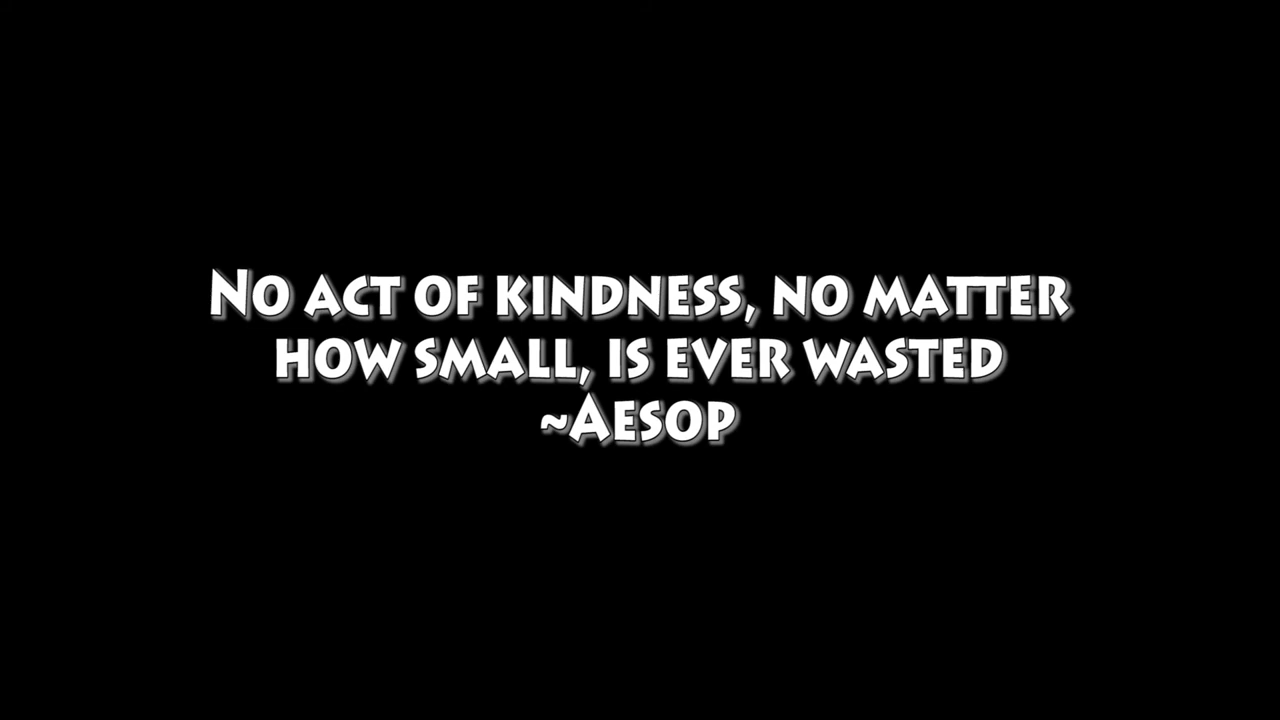 No act of kindness, no matter
how small, is ever wasted
~Aesop